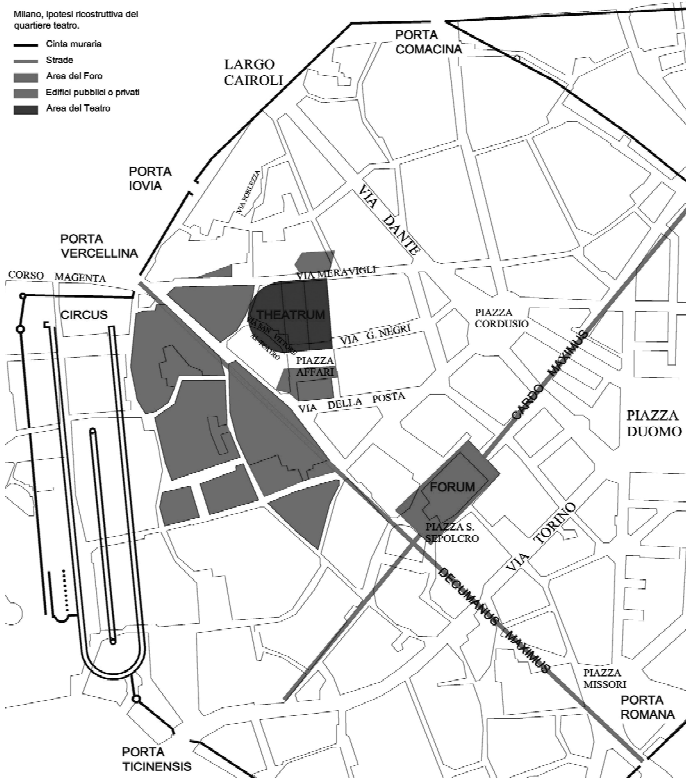 Milano, ipotesi ricostruttiva del
quartiere teatro.
Cinta muraria
Strade
Area del Foro
Edifici pubblici o privati
Area del Teatro
PORTA
COMACINA
LARGO
CAIROLI
PORTA
IOVIA
VIA DANTE
PORTA
VERCELLINA
CORSO MAGENTA
VIA MERAVIGLI
CIRCUS
THEATRUM
VIA G. NEGRI
PIAZZA
CORDUSIO
PIAZZA
AFFARI
VIA DELLA POSTA
CARDO MAXIMUS
PIAZZA
DUOMO
FORUM
PIAZZA S.
SEPOLCRO
VIA TORINO
DECUMANUS MAXIMUS
PIAZZA
MISSORI
PORTA
ROMANA
PORTA
TICINENSIS